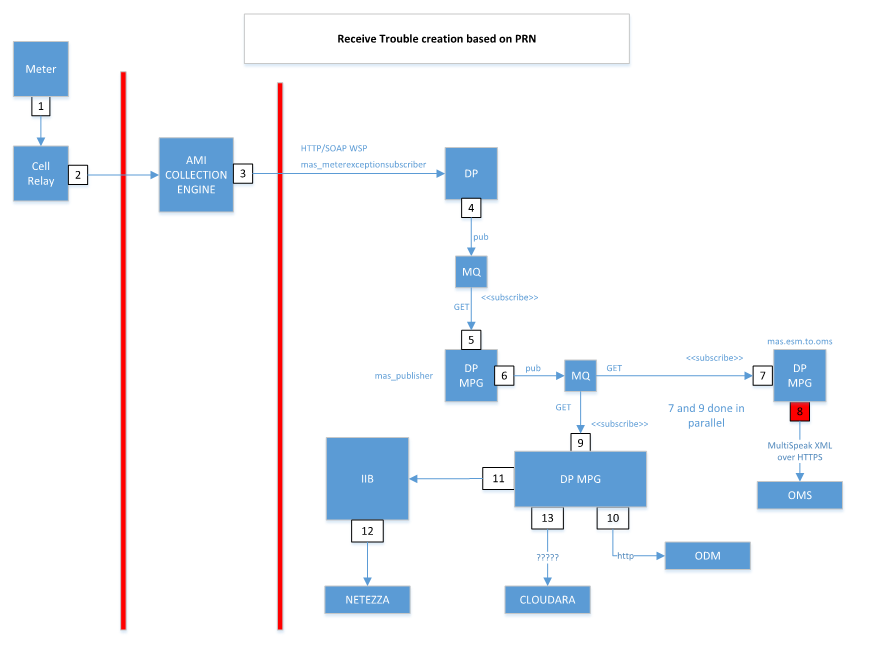 Receive Trouble creation based on PRN
Meter
1
Cell
Relay
2
AMI
COLLECTION
ENGINE
3
HTTP/SOAP WSP
mas_meterexceptionsubscriber
DP
4
pub
MQ
<<subscribe>>
GET
5
mas_publisher
DP
MPG
6
pub
MQ
GET
<<subscribe>>
mas.esm.to.oms
7
DP
MPG
8
7 and 9 done in
parallel
MultiSpeak XML
over HTTPS
OMS
GET
<<subscribe>>
9
DP MPG
11
IIB
12
NETEZZA
13
?????
CLOUDARA
10
http
ODM